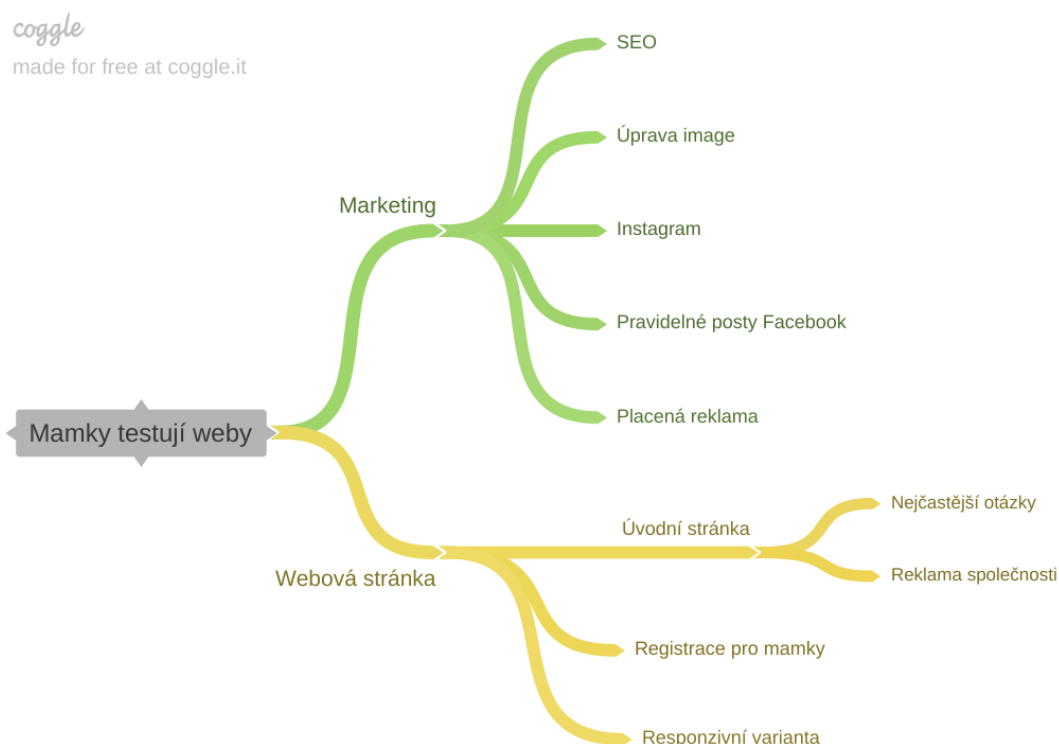 coggle
made for free at coggle.it
SEO
Úprava image
Marketing
Instagram
Pravidelné posty Facebook
Placená reklama
Mamky testují weby
Nejčastější otázky
Úvodní stránka
Reklama společnosti
Webová stránka
Registrace pro mamky
Responzivní varianta